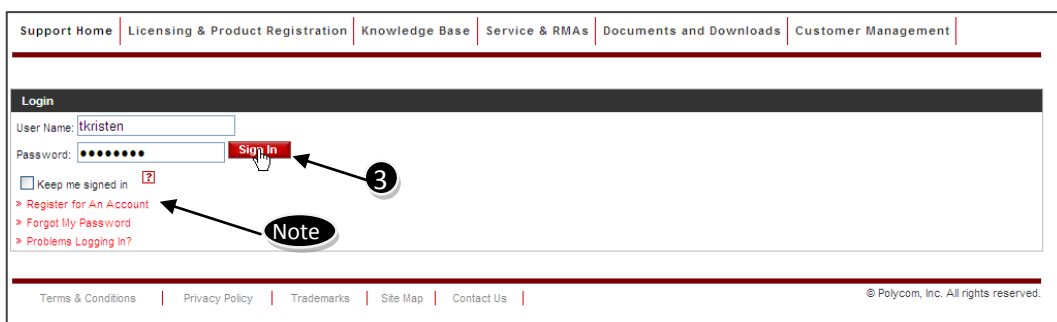 Support Home Licensing & Product Registration Knowledge Base Service & RMAs Documents and Downloads Customer Management
Login
User Name: tkristen
Password: ●●●●●●●●
Sign In
3
Keep me signed in ?
» Register for An Account
» Forgot My Password
Note
» Problems Logging In?
Terms & Conditions Privacy Policy Trademarks Site Map Contact Us
© Polycom, Inc. All rights reserved.